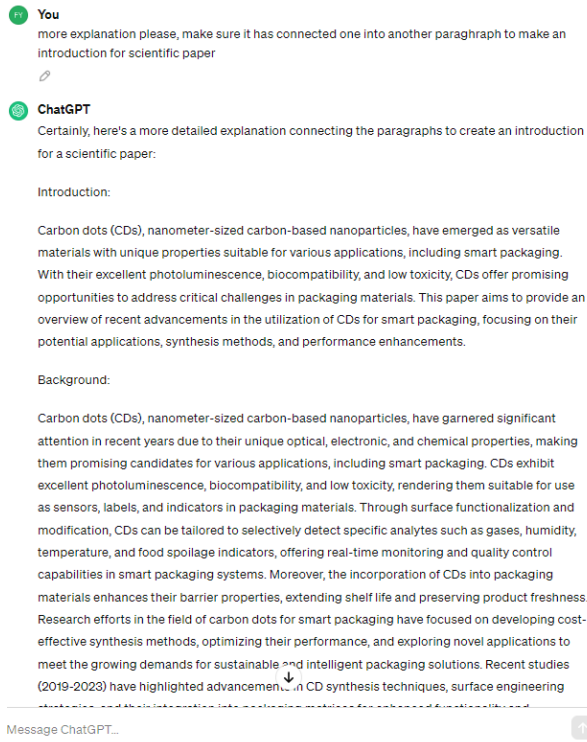 FY You
more explanation please, make sure it has connected one into another paraghraph to make an
introduction for scientific paper
ChatGPT
Certainly, here's a more detailed explanation connecting the paragraphs to create an introduction
for a scientific paper:
Introduction:
Carbon dots (CDs), nanometer-sized carbon-based nanoparticles, have emerged as versatile
materials with unique properties suitable for various applications, including smart packaging.
With their excellent photoluminescence, biocompatibility, and low toxicity, CDs offer promising
opportunities to address critical challenges in packaging materials. This paper aims to provide an
overview of recent advancements in the utilization of CDs for smart packaging, focusing on their
potential applications, synthesis methods, and performance enhancements.
Background:
Carbon dots (CDs), nanometer-sized carbon-based nanoparticles, have garnered significant
attention in recent years due to their unique optical, electronic, and chemical properties, making
them promising candidates for various applications, including smart packaging. CDs exhibit
excellent photoluminescence, biocompatibility, and low toxicity, rendering them suitable for use
as sensors, labels, and indicators in packaging materials. Through surface functionalization and
modification, CDs can be tailored to selectively detect specific analytes such as gases, humidity,
temperature, and food spoilage indicators, offering real-time monitoring and quality control
capabilities in smart packaging systems. Moreover, the incorporation of CDs into packaging
materials enhances their barrier properties, extending shelf life and preserving product freshness.
Research efforts in the field of carbon dots for smart packaging have focused on developing cost-
effective synthesis methods, optimizing their performance, and exploring novel applications to
meet the growing demands for sustainable and intelligent packaging solutions. Recent studies
(2019-2023) have highlighted advancements in CD synthesis techniques, surface engineering
Message ChatGPT...